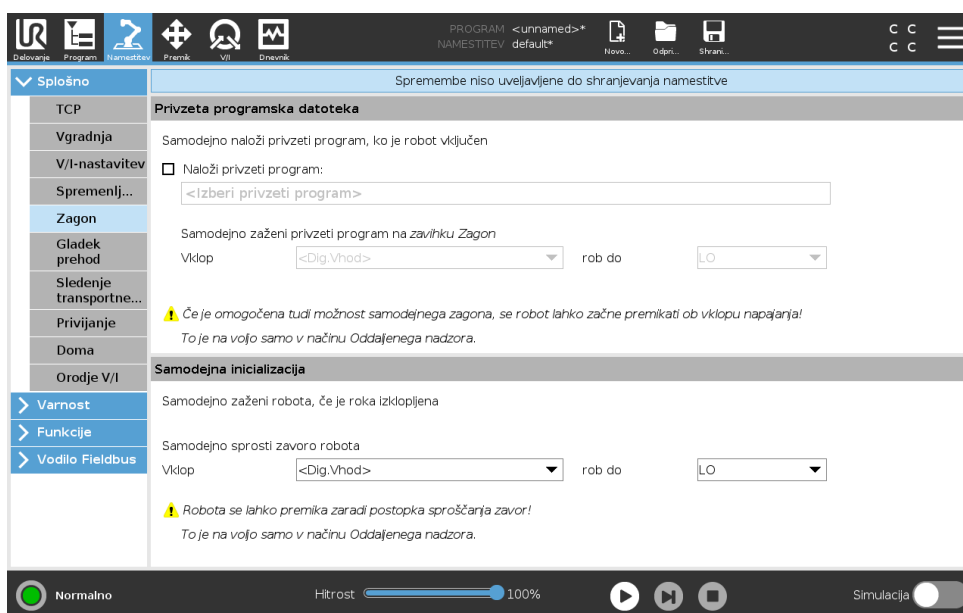 PROGRAM <unnamed>*
NAMESTITEV default*
Delovanje Program Namestitev Premik V/I Dnevnik Novo... Odpri... Shrani...
C C
C C
Splošno
TCP
Vgradnja
V/I-nastavitev
Spremenlj...
Zagon
Gladek
prehod
Sledenje
transportne...
Privijanje
Doma
Orodje V/I
Varnost
Funkcije
Vodilo Fieldbus
Spremembe niso uveljavljene do shranjevanja namestitve
Privzeta programska datoteka
Samodejno naloži privzeti program, ko je robot vključen
Naloži privzeti program:
<Izberi privzeti program>
Samodejno zaženi privzeti program na zavihku Zagon
Vklop <Dig.Vhod> rob do LO
Če je omogočena tudi možnost samodejnega zagona, se robot lahko začne premikati ob vklopu napajanja!
To je na voljo samo v načinu Oddaljenega nadzora.
Samodejna inicializacija
Samodejno zaženi robota, če je roka izklopljena
Samodejno sprosti zavoro robota
Vklop <Dig.Vhod> rob do LO
Robota se lahko premika zaradi postopka sproščanja zavor!
To je na voljo samo v načinu Oddaljenega nadzora.
Normalno Hitrost 100% Simulacija